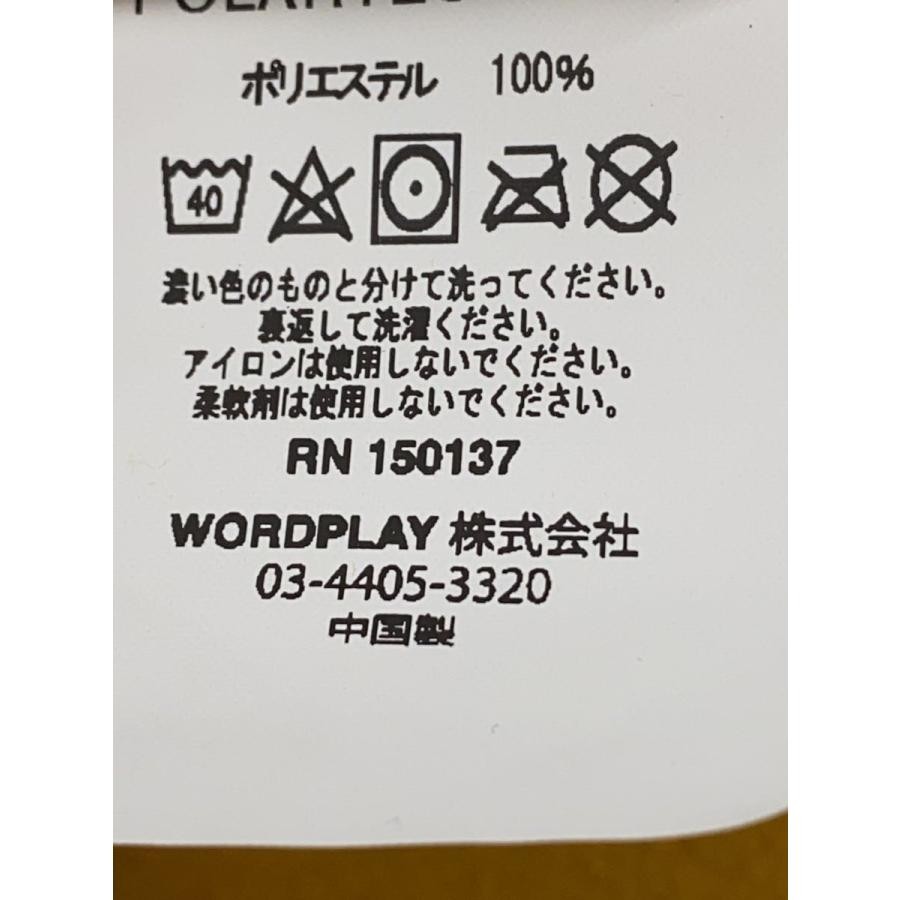 ポリエステル 100%
40
濃い色のものと分けて洗ってください。
裏返して洗濯ください。
アイロンは使用しないでください。
柔軟剤は使用しないでください。
RN 150137
WORDPLAY 株式会社
03-4405-3320
中国製